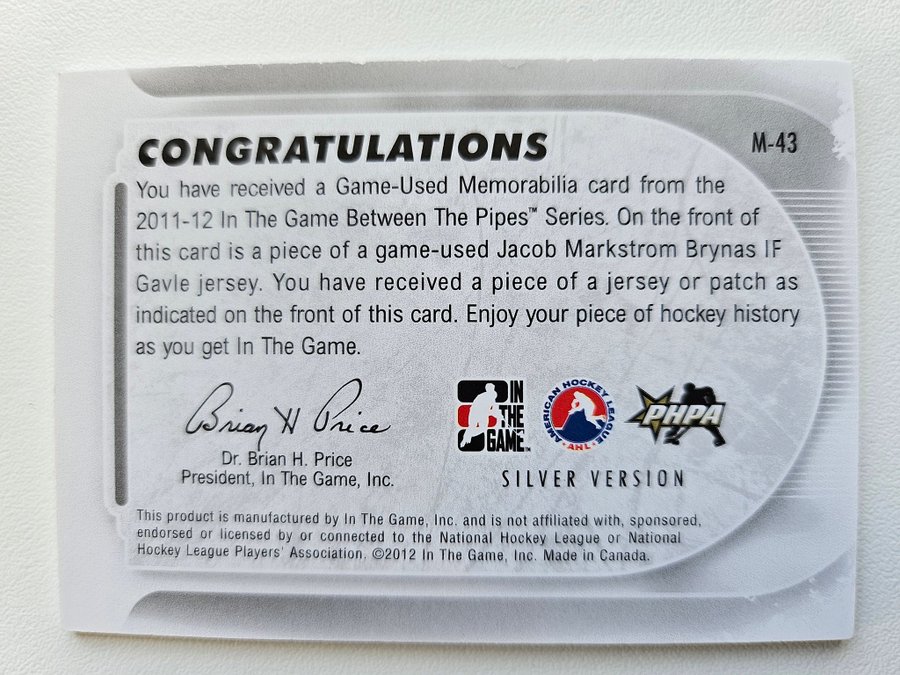 CONGRATULATIONS
M-43
You have received a Game-Used Memorabilia card from the
2011-12 In The Game Between The Pipes™ Series. On the front of
this card is a piece of a game-used Jacob Markstrom Brynas IF
Gavle jersey. You have received a piece of a jersey or patch as
indicated on the front of this card. Enjoy your piece of hockey history
as you get In The Game.
Brian H Price
Dr. Brian H. Price
President, In The Game, Inc.
IN
THE
GAME™
AMERICAN HOCKEY LEAGUE
AHL
PHPA
SILVER VERSION
This product is manufactured by In The Game, Inc. and is not affiliated with, sponsored,
endorsed or licensed by or connected to the National Hockey League or National
Hockey League Players' Association. ©2012 In The Game, Inc. Made in Canada.